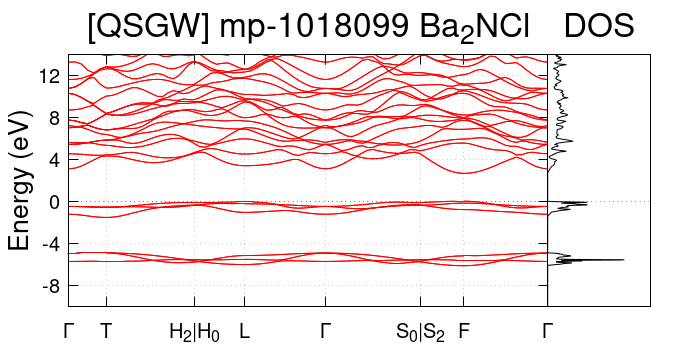 [QSGW] mp-1018099 Ba₂NCl DOS
Energy (eV)
12
8
4
0
-4
-8
Γ T H₂|H₀ L Γ S₀|S₂ F Γ